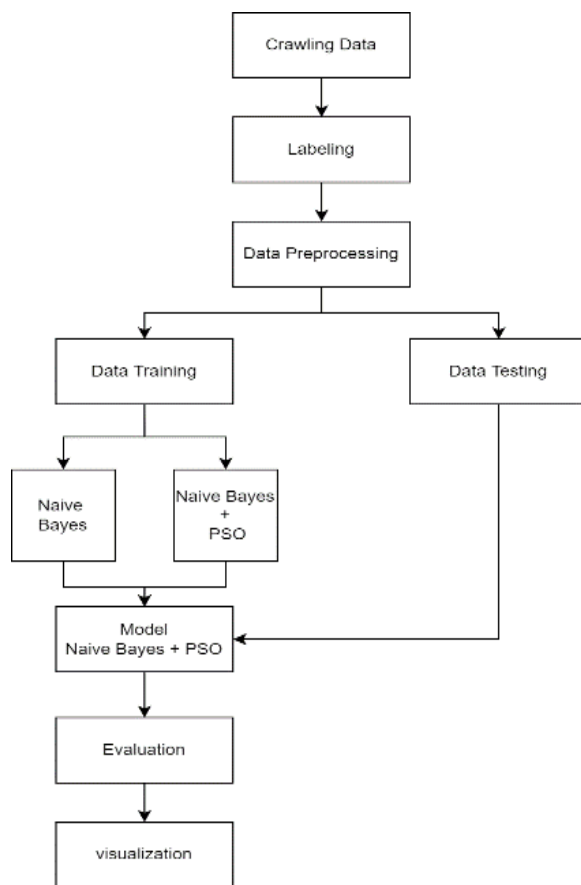 Crawling Data
Labeling
Data Preprocessing
Data Training
Data Testing
Naive
Bayes
Naive Bayes
+
PSO
Model
Naive Bayes + PSO
Evaluation
visualization